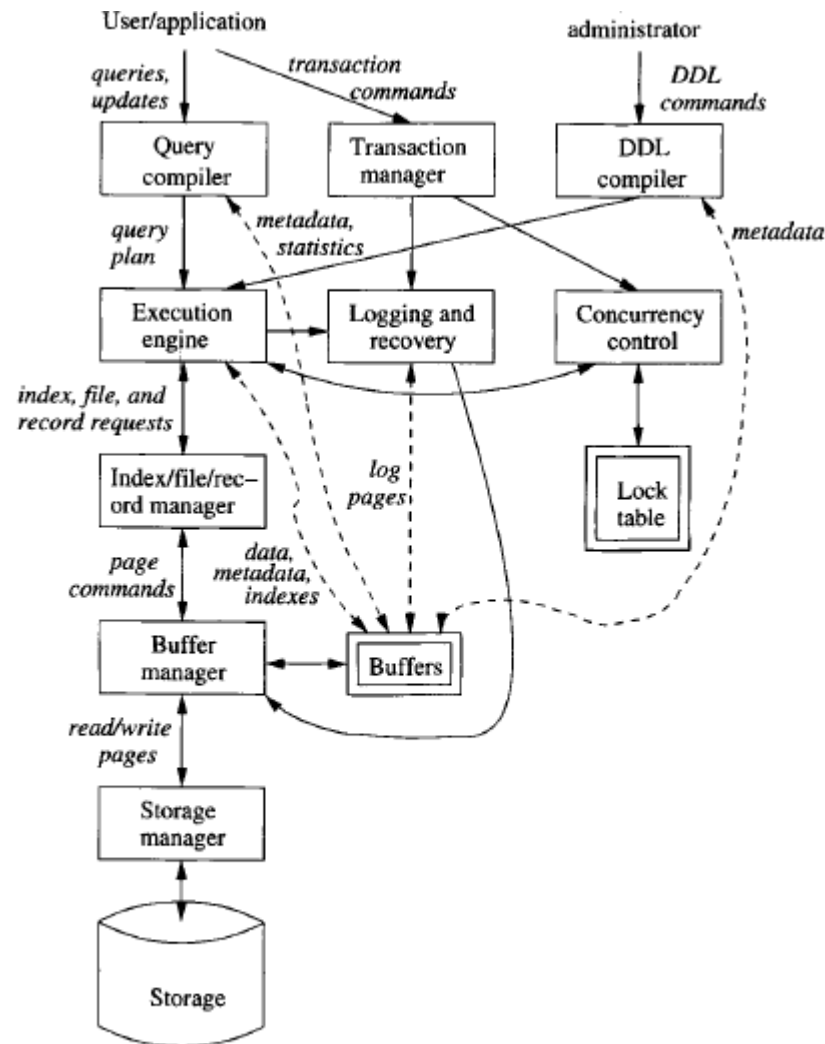 User/application
administrator
queries,
updates
transaction
commands
DDL
commands
Query
compiler
Transaction
manager
DDL
compiler
query
plan
metadata,
statistics
metadata
Execution
engine
Logging and
recovery
Concurrency
control
index, file, and
record requests
Index/file/rec-
ord manager
log
pages
Lock
table
page
commands
data,
metadata,
indexes
Buffer
manager
Buffers
read/write
pages
Storage
manager
Storage